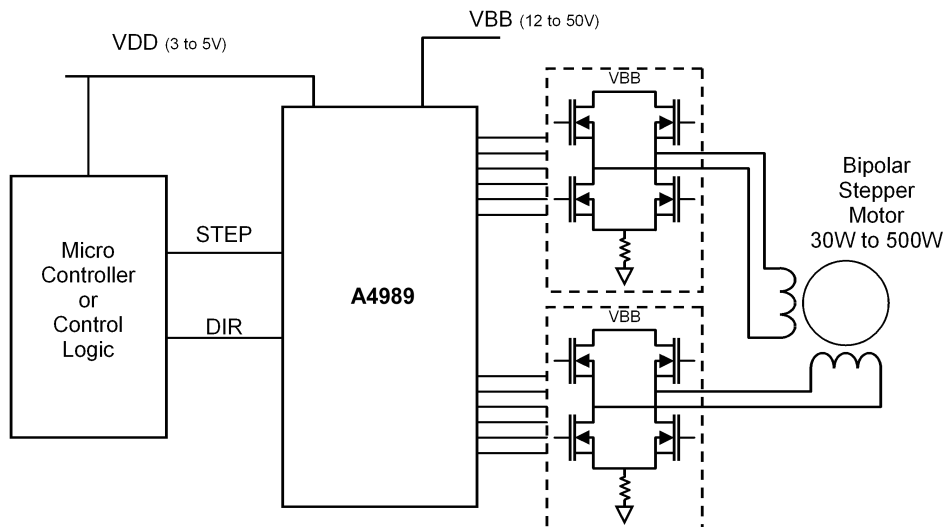 VDD (3 to 5V)
VBB (12 to 50V)
VBB
Bipolar
Stepper
Motor
30W to 500W
Micro
Controller
or
Control
Logic
STEP
DIR
A4989
VBB